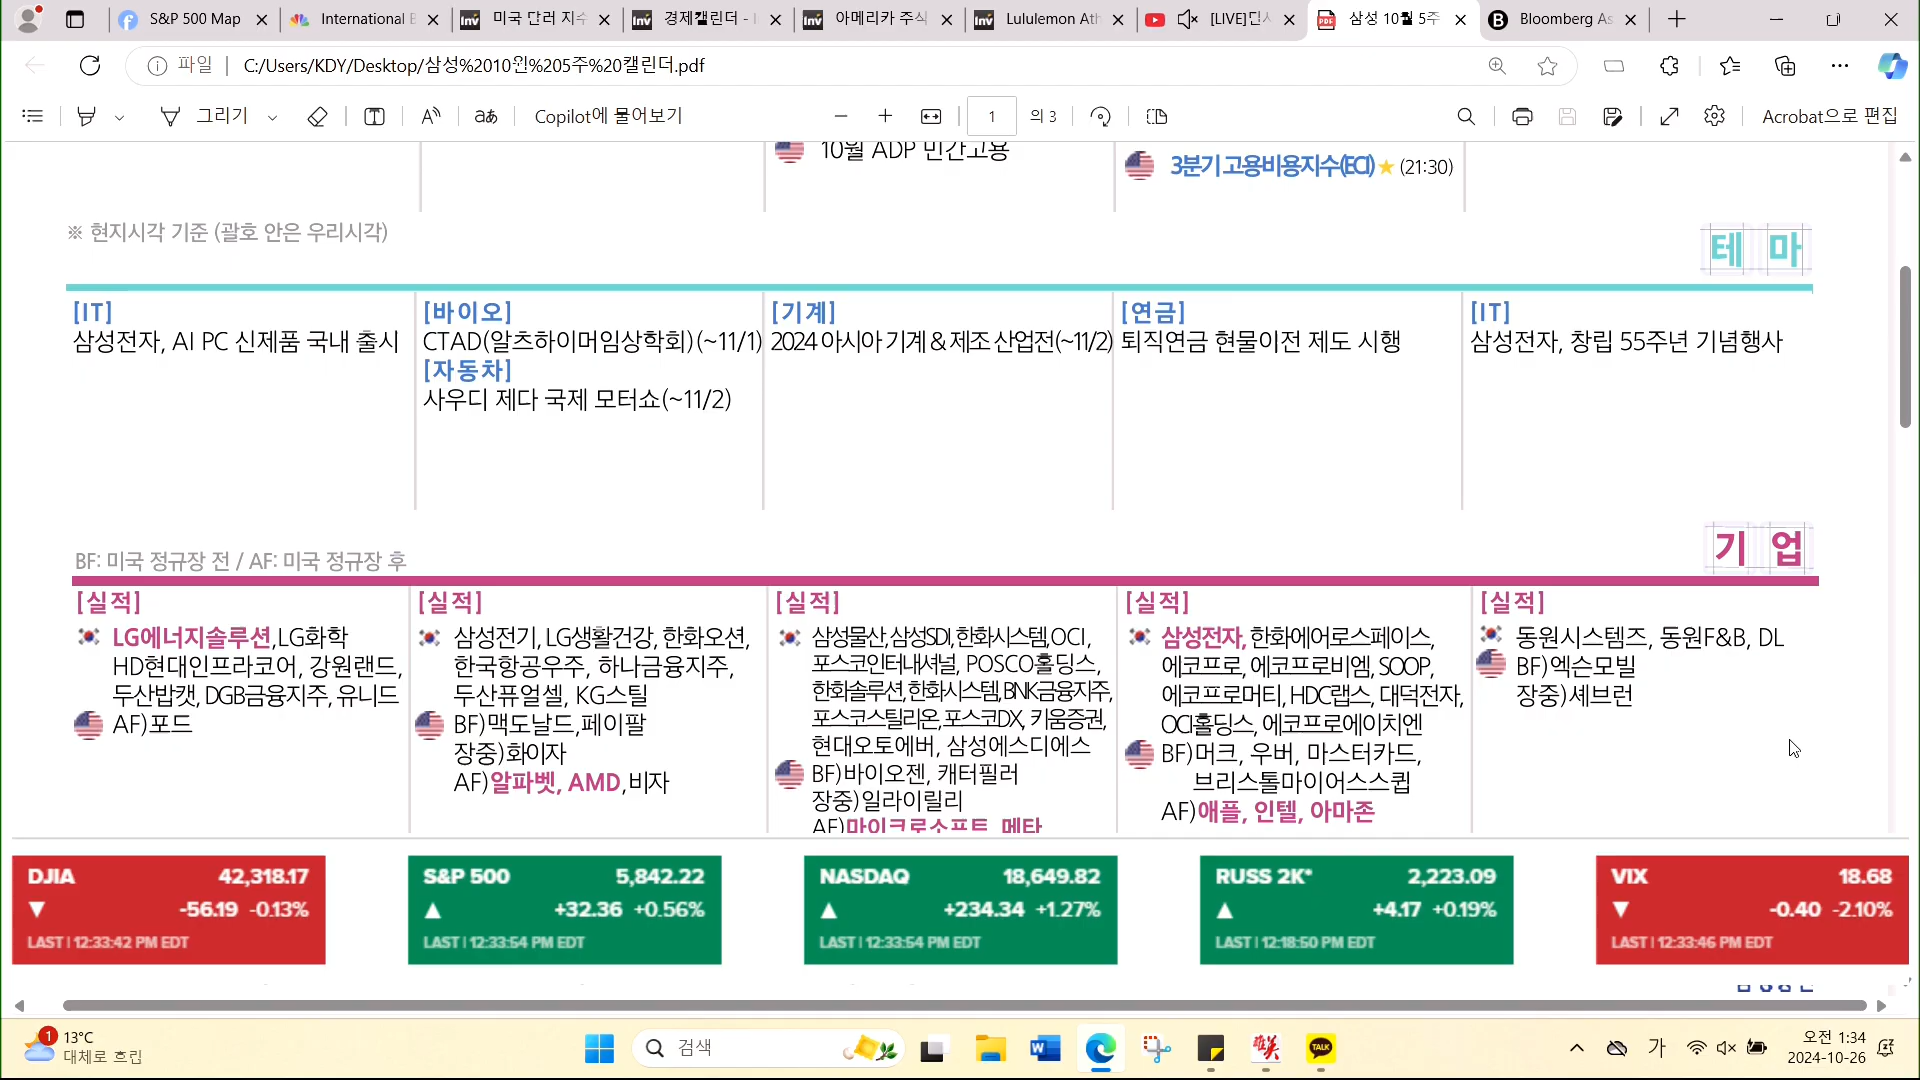 S&P 500 Map
International B
미국 달러 지수
경제캘린더 - I
아메리카 주식
Lululemon Ath
[LIVE]
삼성 10월 5주
Bloomberg As
파일 C:/Users/KDY/Desktop/삼성%2010월%205주%20캘린더.pdf
그리기
Copilot에 물어보기
1 의 3
Acrobat으로 편집
10월 ADP 민간고용
3분기 고용비용지수(ECI) ★ (21:30)
※ 현지시각 기준 (괄호 안은 우리시각)
테 마
[IT]
삼성전자, AI PC 신제품 국내 출시
[바이오]
CTAD(알츠하이머임상학회)(~11/1)
[자동차]
사우디 제다 국제 모터쇼(~11/2)
[기계]
2024 아시아 기계 & 제조 산업전(~11/2)
[연금]
퇴직연금 현물이전 제도 시행
[IT]
삼성전자, 창립 55주년 기념행사
BF: 미국 정규장 전 / AF: 미국 정규장 후
기 업
[실적]
LG에너지솔루션,LG화학
HD현대인프라코어, 강원랜드,
두산밥캣, DGB금융지주, 유니드
AF)포드
[실적]
삼성전기, LG생활건강, 한화오션,
한국항공우주, 하나금융지주,
두산퓨얼셀, KG스틸
BF)맥도날드,페이팔
장중)화이자
AF)알파벳, AMD,비자
[실적]
삼성물산, 삼성SDI, 한화시스템, OCI,
포스코인터내셔널, POSCO홀딩스,
한화솔루션, 한화시스템, BNK금융지주,
포스코스틸리온, 포스코DX, 키움증권,
현대오토에버, 삼성에스디에스
BF)바이오젠, 캐터필러
장중)일라이릴리
AF)마이크로소프트, 메타
[실적]
삼성전자, 한화에어로스페이스,
에코프로, 에코프로비엠, SOOP,
에코프로머티, HDC랩스, 대덕전자,
OCI홀딩스, 에코프로에이치엔
BF)머크, 우버, 마스터카드,
브리스톨마이어스스큅
AF)애플, 인텔, 아마존
[실적]
동원시스템즈, 동원F&B, DL
BF)엑슨모빌
장중)셰브런
DJIA 42,318.17
▼ -56.19 -0.13%
LAST | 12:33:42 PM EDT
S&P 500 5,842.22
▲ +32.36 +0.56%
LAST | 12:33:54 PM EDT
NASDAQ 18,649.82
▲ +234.34 +1.27%
LAST | 12:33:54 PM EDT
RUSS 2K* 2,223.09
▲ +4.17 +0.19%
LAST | 12:18:50 PM EDT
VIX 18.68
▼ -0.40 -2.10%
LAST | 12:33:46 PM EDT
1
13°C
대체로 흐림
검색
TALK
가
오전 1:34
2024-10-26